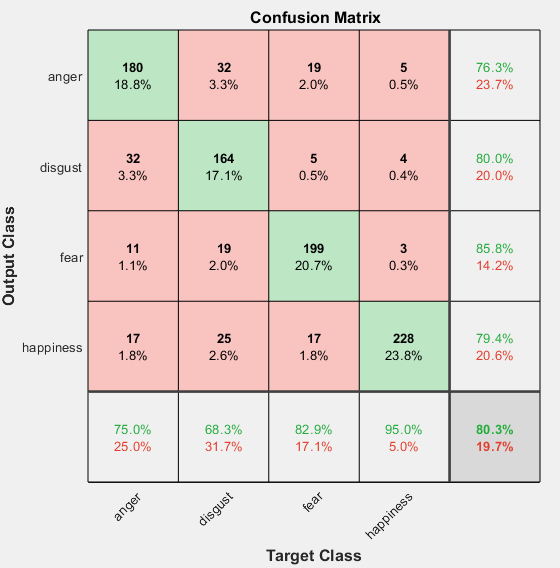 Confusion Matrix
anger
180 32 19 5 76.3%
18.8% 3.3% 2.0% 0.5% 23.7%
disgust
32 164 5 4 80.0%
3.3% 17.1% 0.5% 0.4% 20.0%
fear
11 19 199 3 85.8%
1.1% 2.0% 20.7% 0.3% 14.2%
happiness
17 25 17 228 79.4%
1.8% 2.6% 1.8% 23.8% 20.6%
75.0% 68.3% 82.9% 95.0% 80.3%
25.0% 31.7% 17.1% 5.0% 19.7%
anger disgust fear happiness
Target Class
Output Class